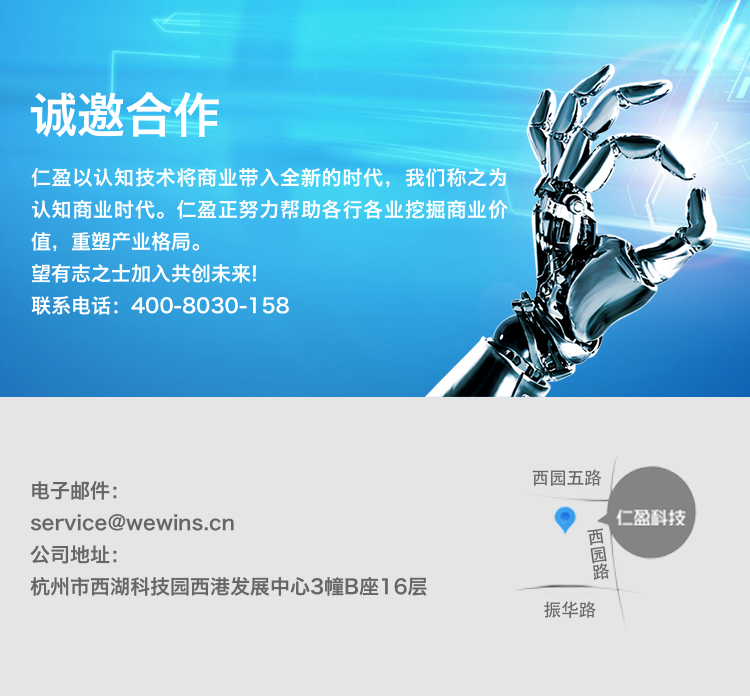 诚邀合作
仁盈以认知技术将商业带入全新的时代，我们称之为
认知商业时代。仁盈正努力帮助各行各业挖掘商业价
值，重塑产业格局。
望有志之士加入共创未来!
联系电话：400-8030-158
电子邮件：
service@wewins.cn
公司地址：
杭州市西湖科技园西港发展中心3幢B座16层
西园五路
仁盈科技
西园路
振华路